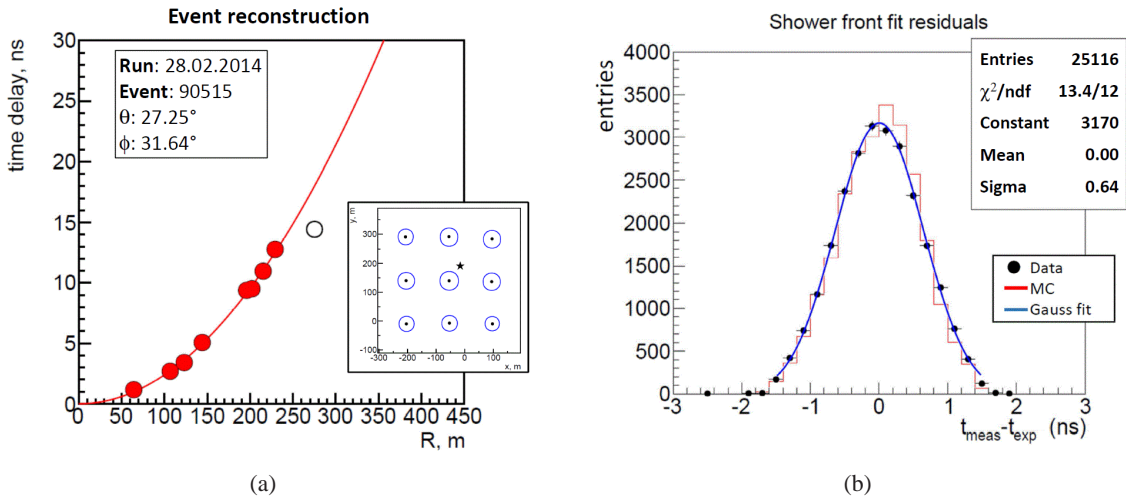 Event reconstruction
time delay, ns
30
25
20
15
10
5
0
Run: 28.02.2014
Event: 90515
θ: 27.25°
ϕ: 31.64°
0 50 100 150 200 250 300 350 400 450
R, m
y, m
300
200
100
0
-100
-300 -200 -100 0 100
x, m
(a)
Shower front fit residuals
entries
4000
3500
3000
2500
2000
1500
1000
500
0
Entries 25116
χ²/ndf 13.4/12
Constant 3170
Mean 0.00
Sigma 0.64
Data
MC
Gauss fit
-3 -2 -1 0 1 2 3
t_meas-t_exp (ns)
(b)